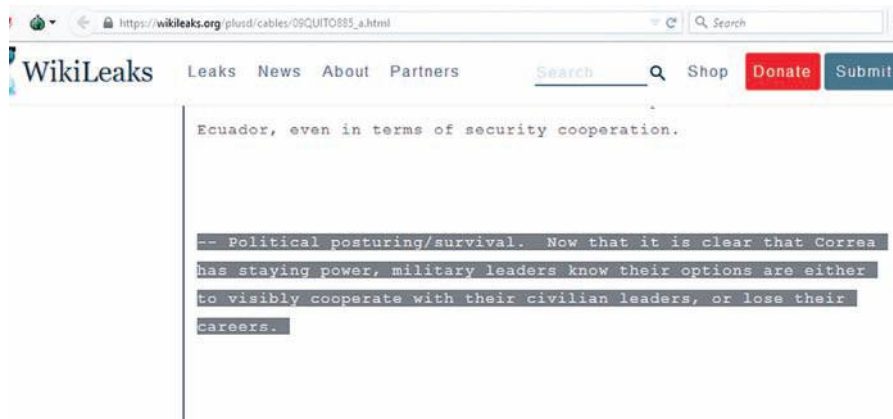 https://wikileaks.org/plusd/cables/09QUITO885_a.html
Search
WikiLeaks
Leaks News About Partners
Search
Shop
Donate
Submit
Ecuador, even in terms of security cooperation.
-- Political posturing/survival. Now that it is clear that Correa
has staying power, military leaders know their options are either
to visibly cooperate with their civilian leaders, or lose their
careers.